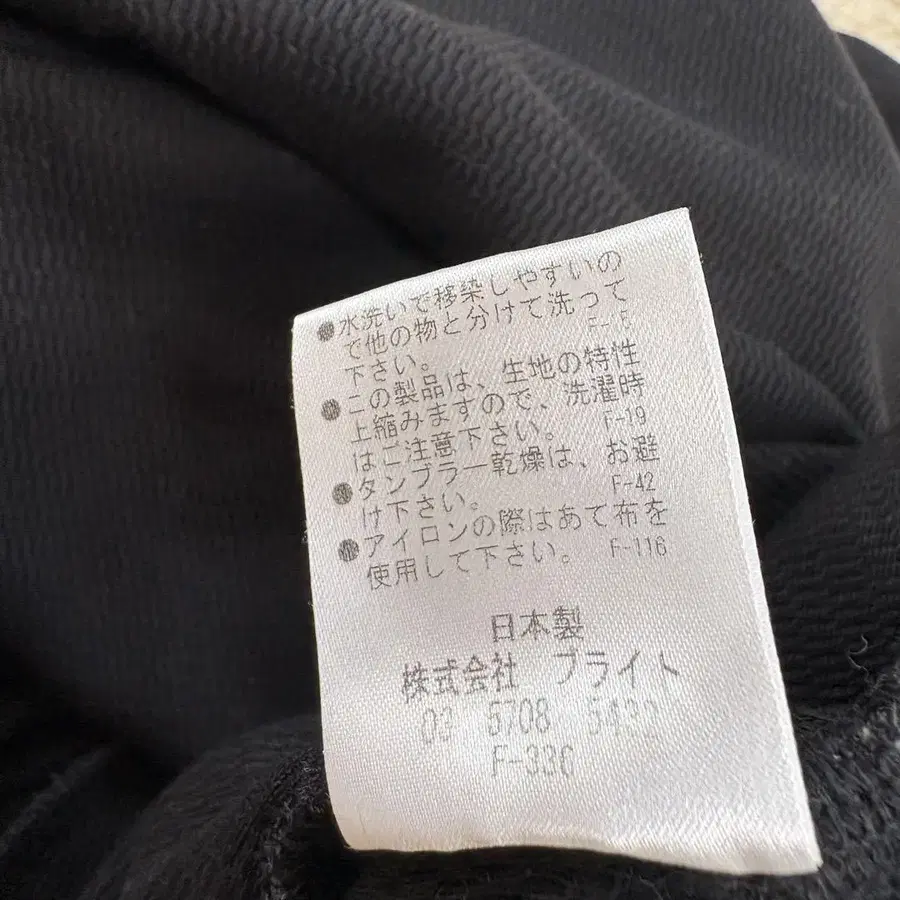 ●水洗いで移染しやすいの
で他の物と分けて洗って
下さい。 F-15
●この製品は、生地の特性
上縮みますので、洗濯時
はご注意下さい。 F-19
●タンブラー乾燥は、お避
け下さい。 F-42
●アイロンの際はあて布を
使用して下さい。 F-116
日本製
株式会社 ブライト
03 5708 5432
F-336